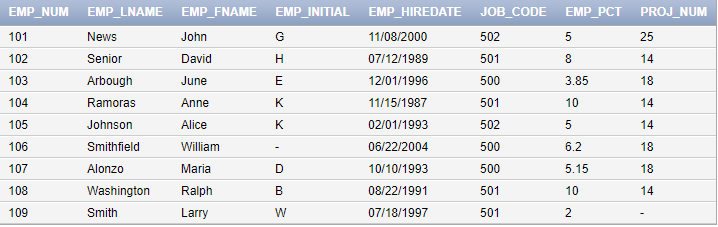 EMP_NUM EMP_LNAME EMP_FNAME EMP_INITIAL EMP_HIREDATE JOB_CODE EMP_PCT PROJ_NUM
101 News John G 11/08/2000 502 5 25
102 Senior David H 07/12/1989 501 8 14
103 Arbough June E 12/01/1996 500 3.85 18
104 Ramoras Anne K 11/15/1987 501 10 14
105 Johnson Alice K 02/01/1993 502 5 14
106 Smithfield William - 06/22/2004 500 6.2 18
107 Alonzo Maria D 10/10/1993 500 5.15 18
108 Washington Ralph B 08/22/1991 501 10 14
109 Smith Larry W 07/18/1997 501 2 -